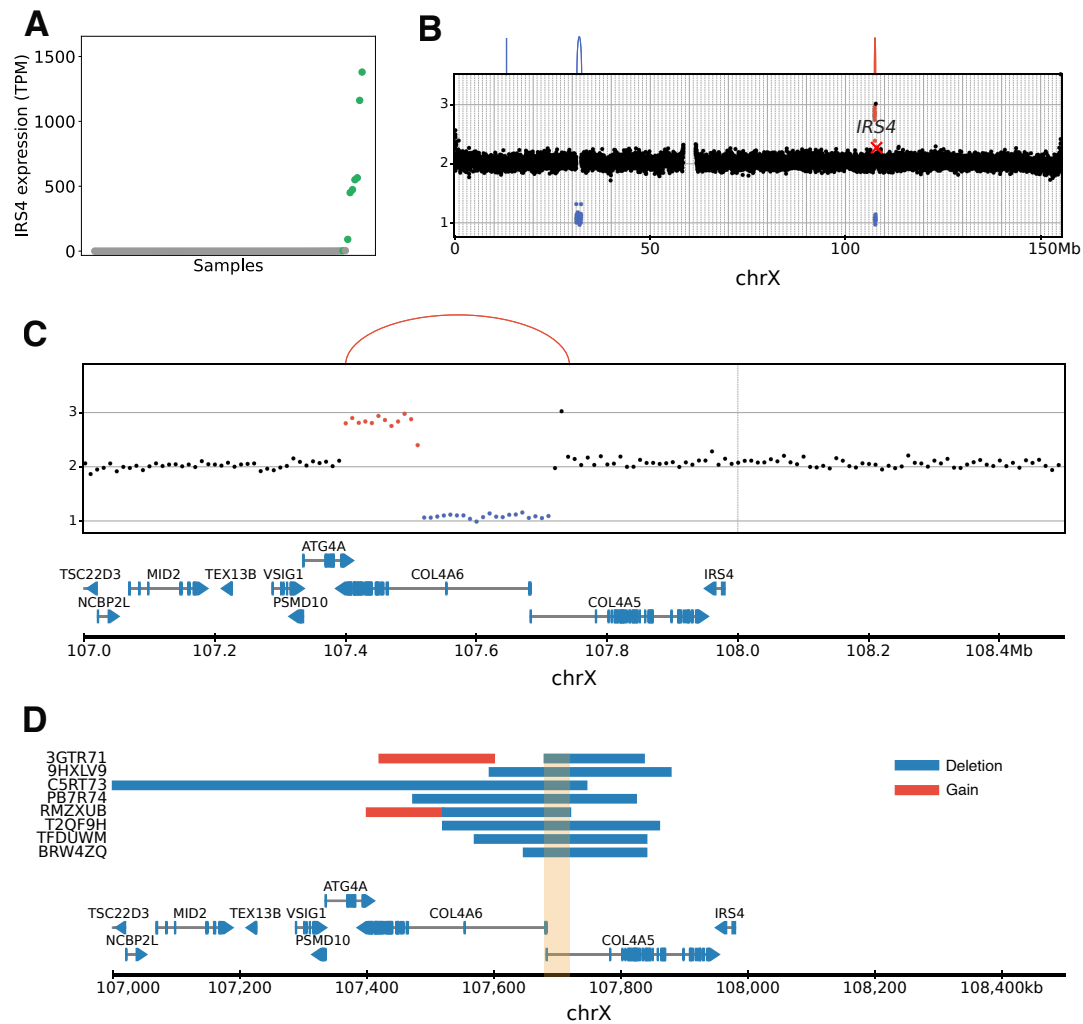 A
IRS4 expression (TPM)
1500
1000
500
0
Samples
B
3
2
1
IRS4
0
50
100
150Mb
chrX
C
3
2
1
ATG4A
TSC22D3
MID2
TEX13B
VSIG1
COL4A6
IRS4
NCBP2L
PSMD10
COL4A5
107.0
107.2
107.4
107.6
107.8
108.0
108.2
108.4Mb
chrX
D
3GTR71
9HXLV9
C5RT73
PB7R74
RMZXUB
T2QF9H
TFDUWM
BRW4ZQ
Deletion
Gain
ATG4A
TSC22D3
MID2
TEX13B
VSIG1
COL4A6
IRS4
NCBP2L
PSMD10
COL4A5
107,000
107,200
107,400
107,600
107,800
108,000
108,200
108,400kb
chrX